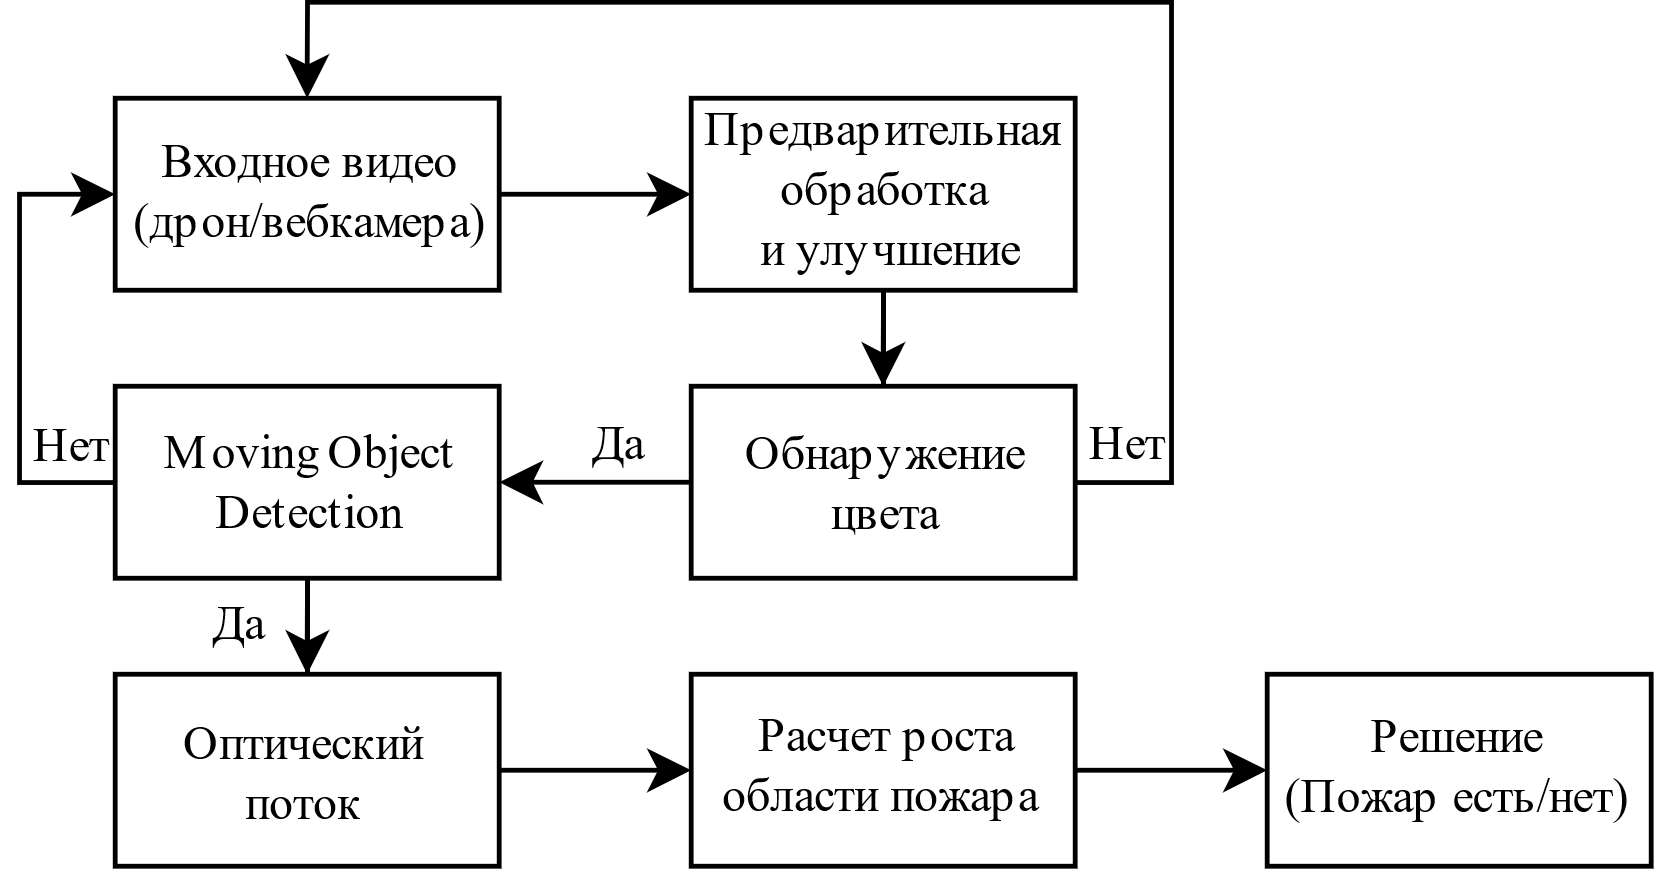 Входное видео
(дрон/вебкамера)
Предварительная
обработка
и улучшение
Нет
Moving Object
Detection
Да
Обнаружение
цвета
Нет
Да
Оптический
поток
Расчет роста
области пожара
Решение
(Пожар есть/нет)